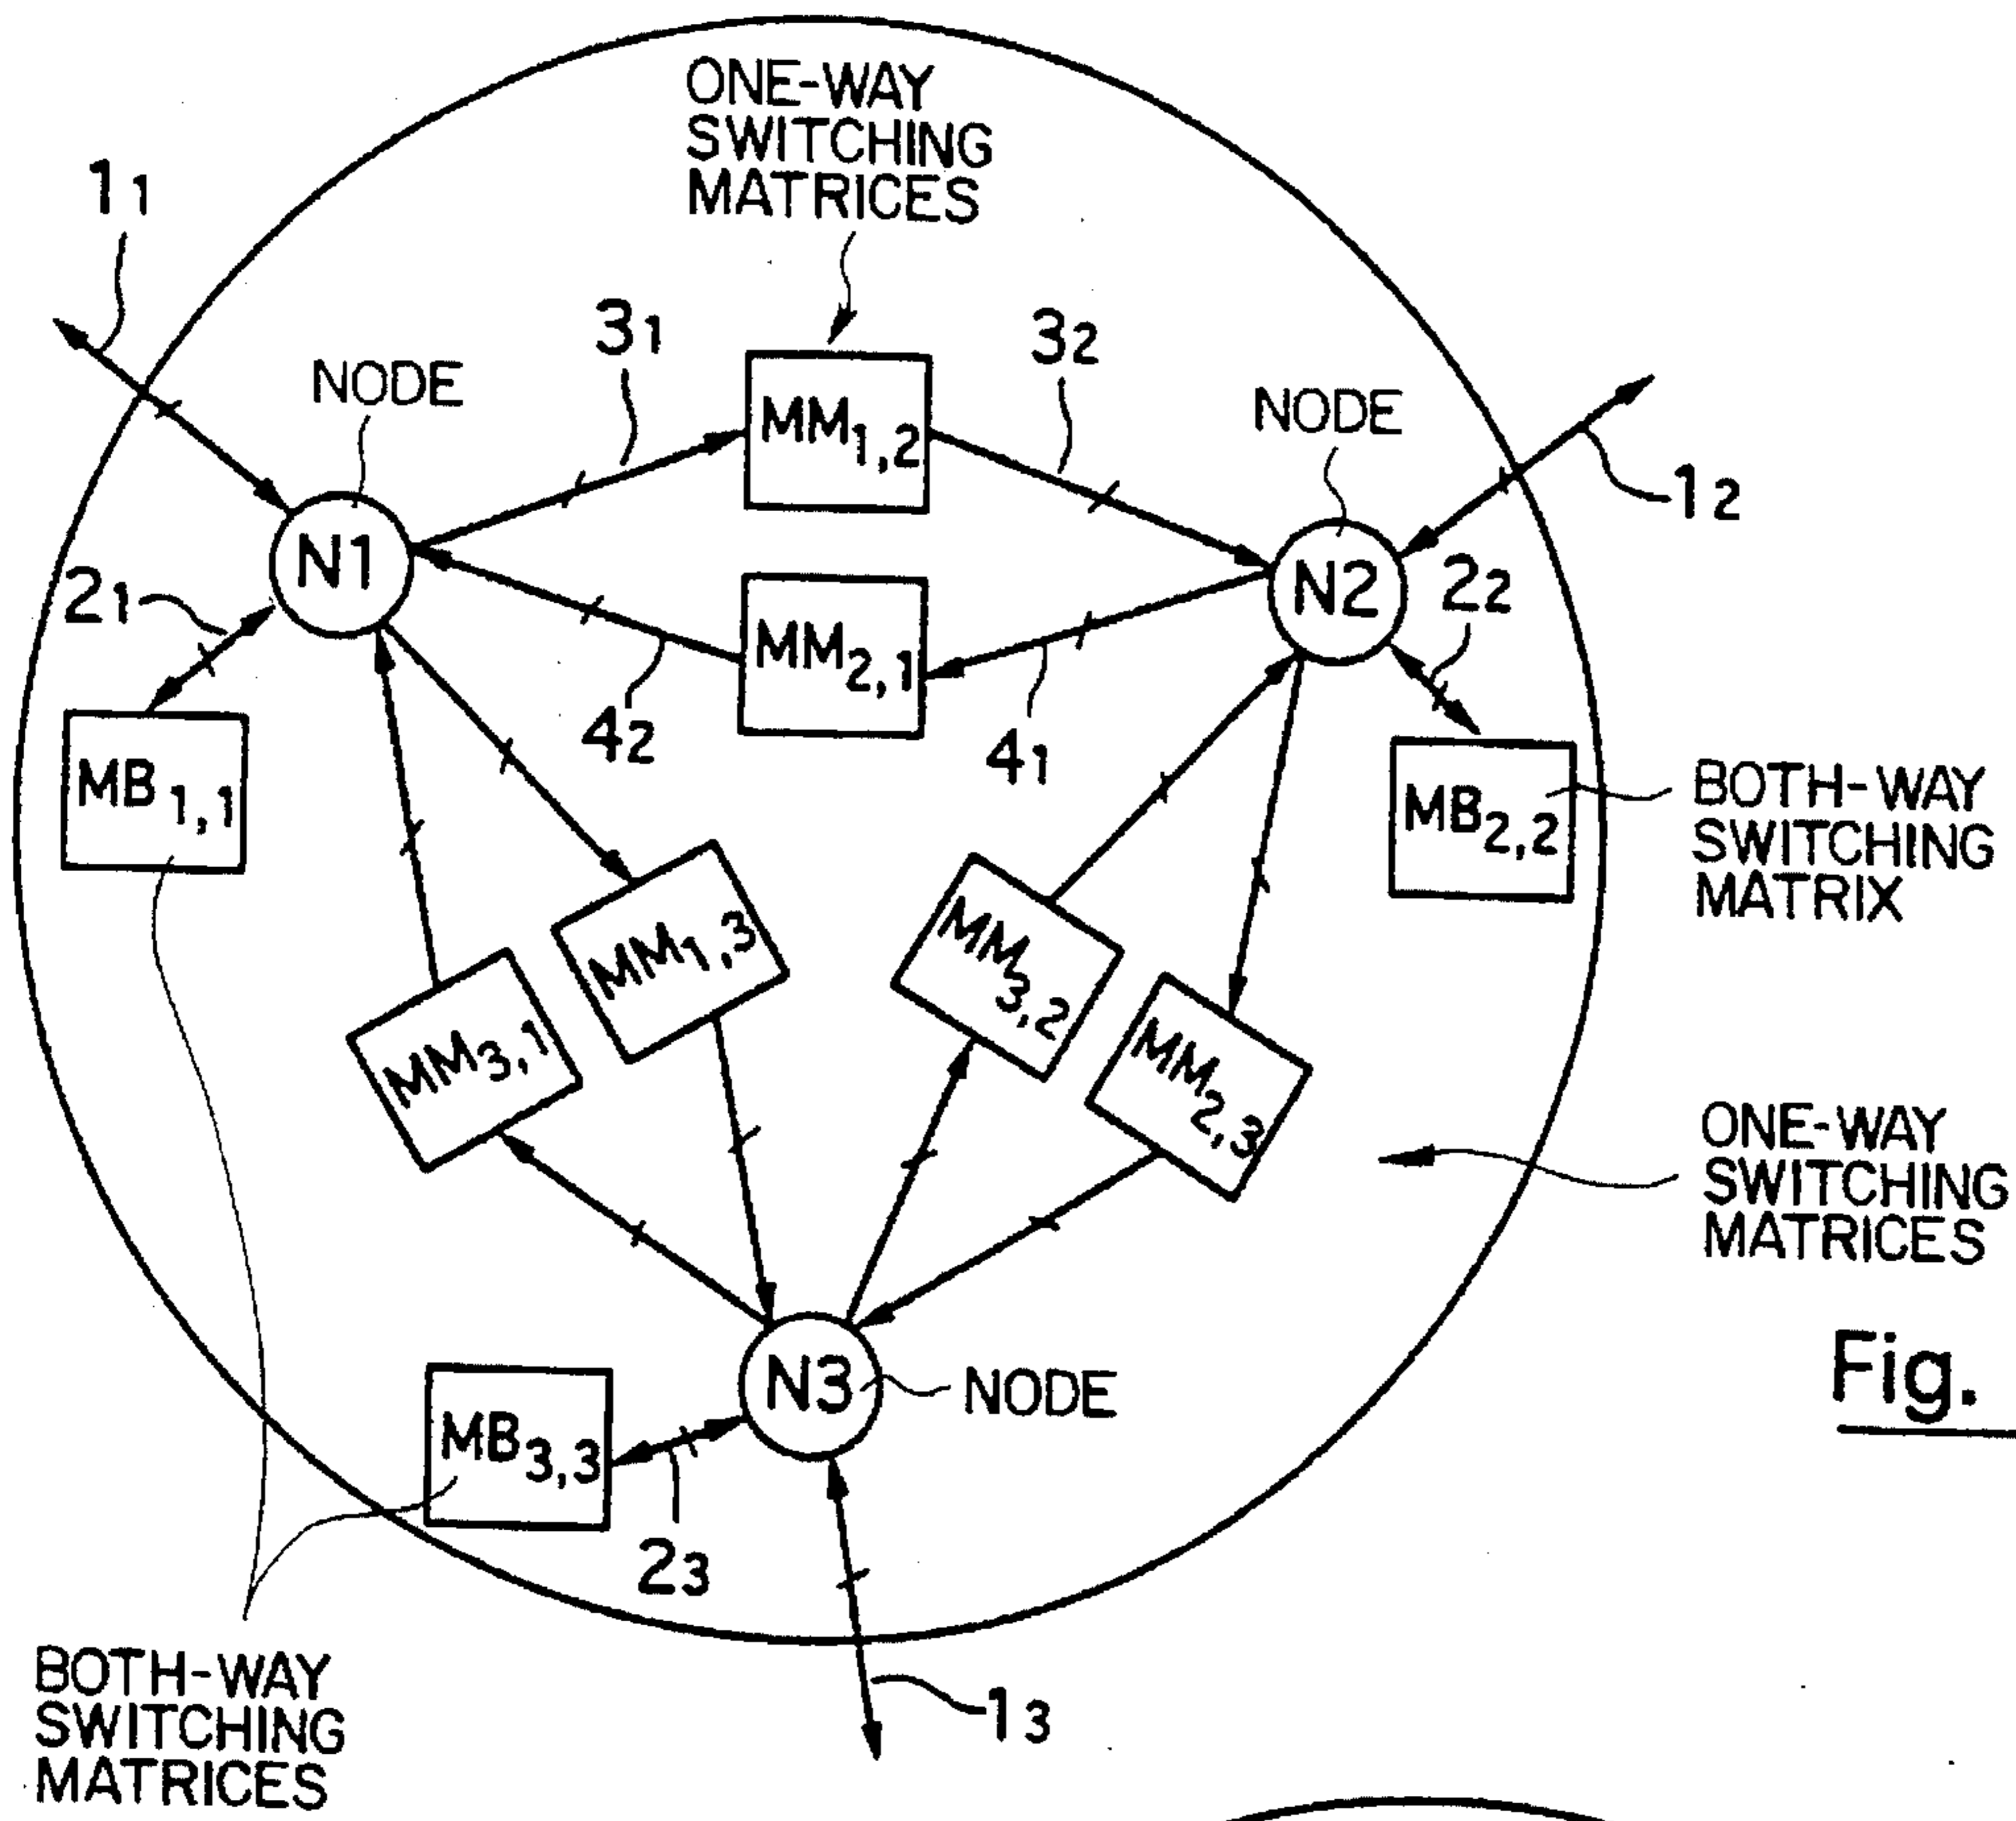 ONE-WAY
SWITCHING
MATRICES
1₁
3₁
3₂
NODE
NODE
MM₁,₂
1₂
N1
N2
2₁
2₂
MM₂,₁
4₂
4₁
MB₁,₁
MB₂,₂
BOTH-WAY
SWITCHING
MATRIX
MM₁,₃
MM₃,₂
MM₃,₁
MM₂,₃
ONE-WAY
SWITCHING
MATRICES
Fig.
N3
NODE
MB₃,₃
2₃
1₃
BOTH-WAY
SWITCHING
MATRICES